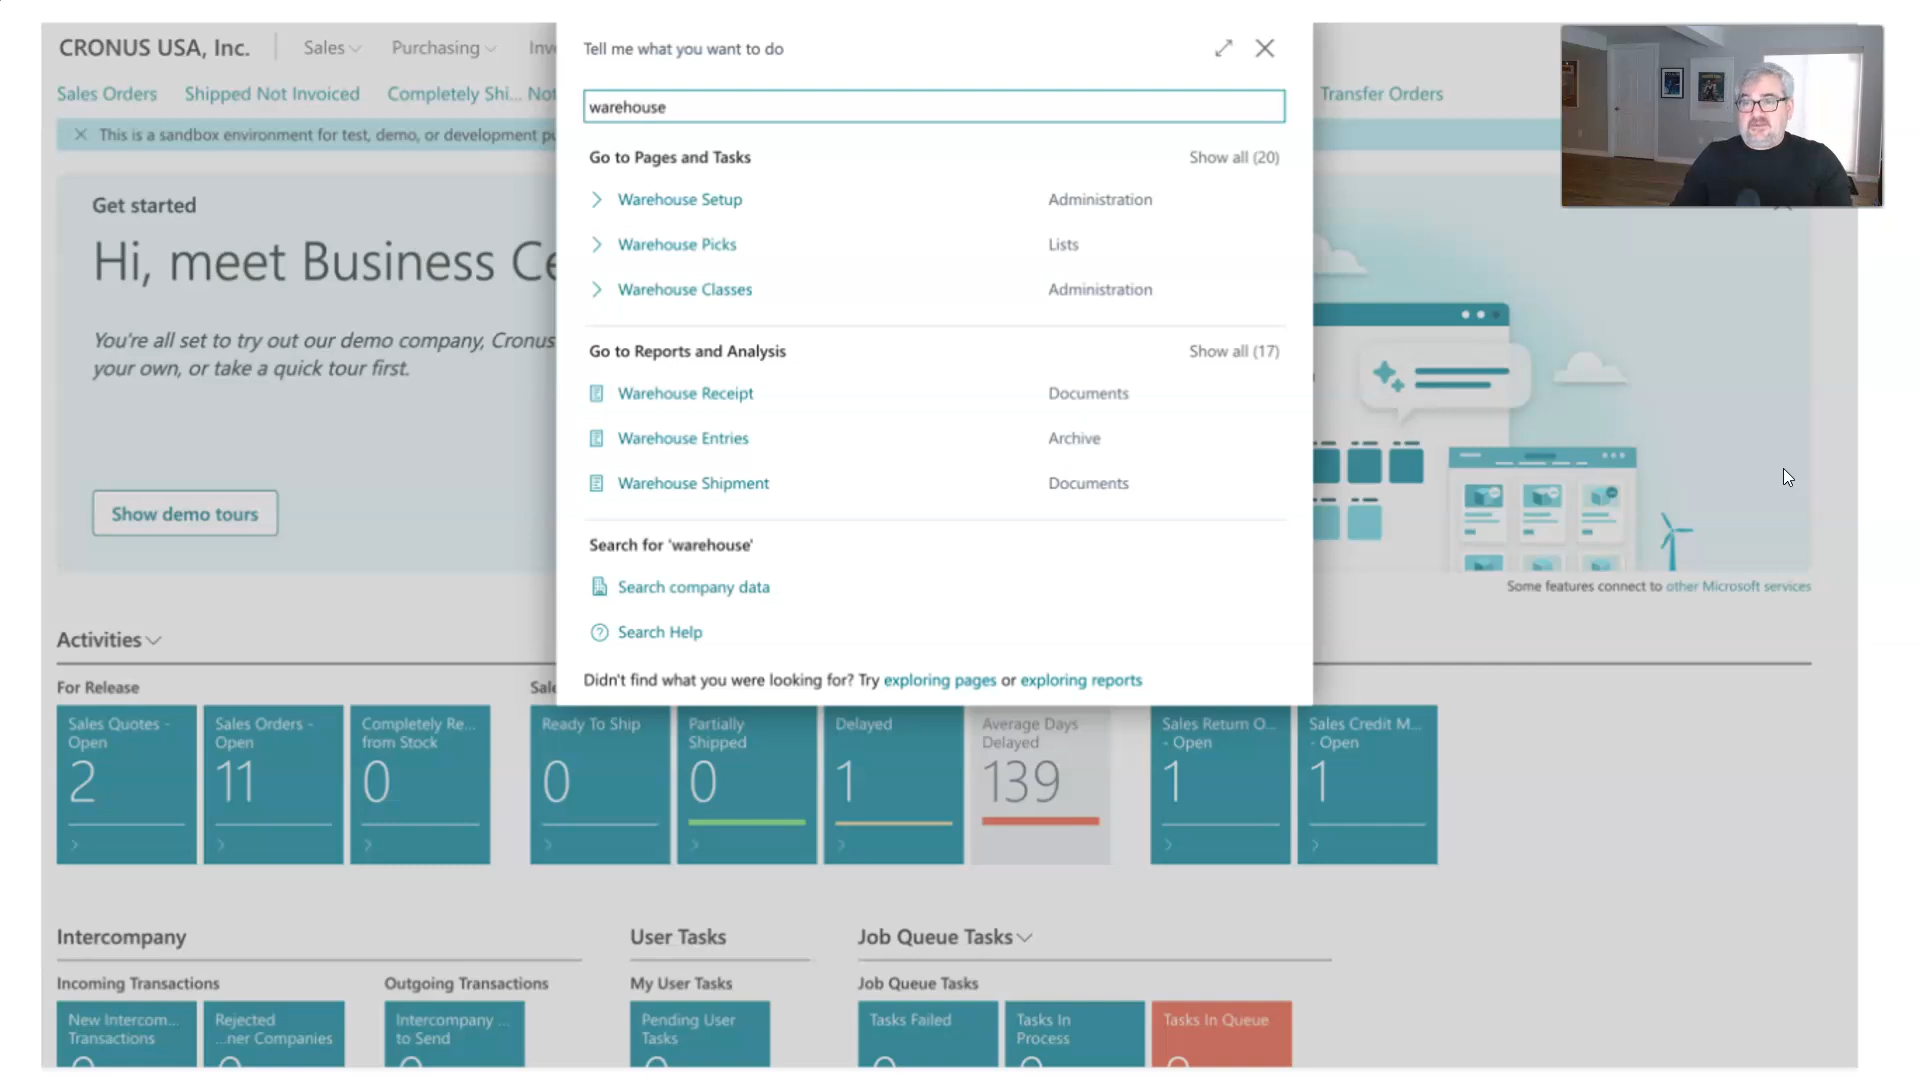 CRONUS USA, Inc.
Sales
Purchasing
Inv
Sales Orders
Shipped Not Invoiced
Completely Shi... Not
Transfer Orders
This is a sandbox environment for test, demo, or development pu
Get started
Hi, meet Business Ce
You're all set to try out our demo company, Cronus
your own, or take a quick tour first.
Show demo tours
Tell me what you want to do
warehouse
Go to Pages and Tasks
Show all (20)
Warehouse Setup
Administration
Warehouse Picks
Lists
Warehouse Classes
Administration
Go to Reports and Analysis
Show all (17)
Warehouse Receipt
Documents
Warehouse Entries
Archive
Warehouse Shipment
Documents
Search for 'warehouse'
Search company data
Search Help
Didn't find what you were looking for? Try exploring pages or exploring reports
Some features connect to other Microsoft services
Activities
For Release
Sale
Sales Quotes -
Open
2
Sales Orders -
Open
11
Completely Re...
from Stock
0
Ready To Ship
0
Partially
Shipped
0
Delayed
1
Average Days
Delayed
139
Sales Return O...
- Open
1
Sales Credit M...
- Open
1
Intercompany
User Tasks
Job Queue Tasks
Incoming Transactions
Outgoing Transactions
My User Tasks
Job Queue Tasks
New Intercom...
Transactions
Rejected
...ner Companies
Intercompany ...
to Send
Pending User
Tasks
Tasks Failed
Tasks In
Process
Tasks In Queue